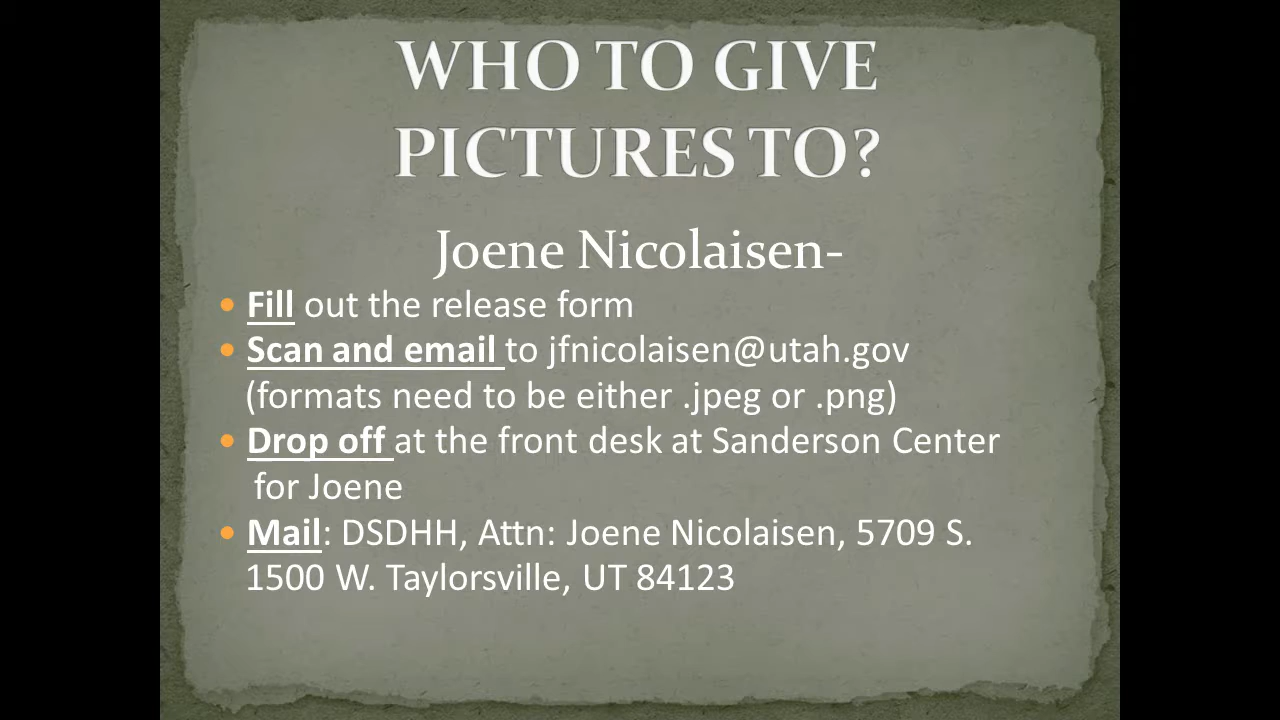 WHO TO GIVE
PICTURES TO?
Joene Nicolaisen-
• Fill out the release form
• Scan and email to jfnicolaisen@utah.gov
(formats need to be either .jpeg or .png)
• Drop off at the front desk at Sanderson Center
for Joene
• Mail: DSDHH, Attn: Joene Nicolaisen, 5709 S.
1500 W. Taylorsville, UT 84123